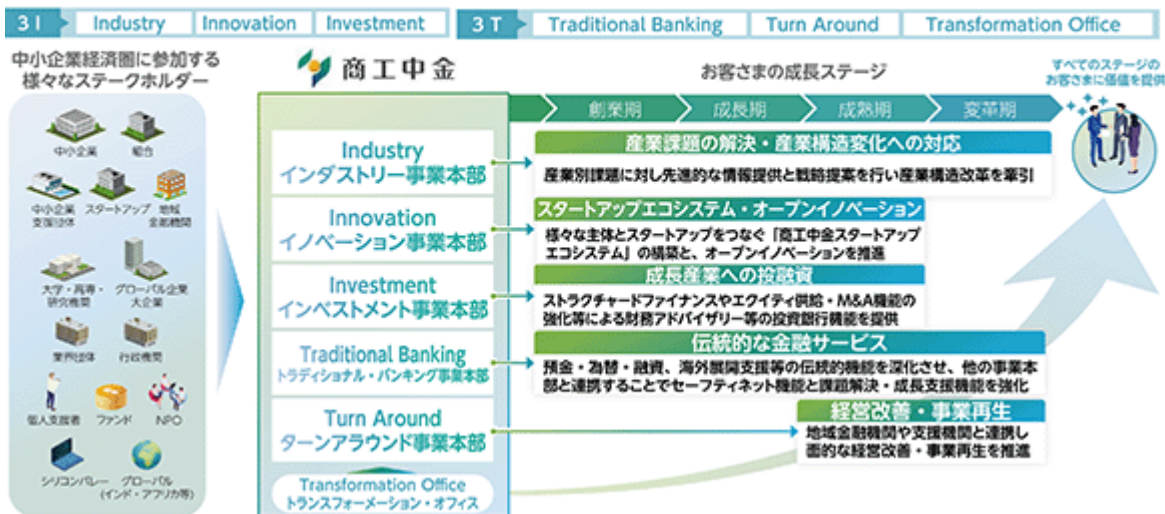 3 I
Industry
Innovation
Investment
3 T
Traditional Banking
Turn Around
Transformation Office
中小企業経済圏に参加する
様々なステークホルダー
商工中金
お客さまの成長ステージ
すべてのステージの
お客さまに価値を提供
創業期
成長期
成熟期
変革期
中小企業
組合
中小企業
支援団体
スタートアップ
地域
金融機関
大学・高専・
研究機関
グローバル企業
大企業
業界団体
行政機関
個人支援者
ファンド
NPO
シリコンバレー
グローバル
(インド・アフリカ等)
Industry
インダストリー事業本部
産業課題の解決・産業構造変化への対応
産業別課題に対し先進的な情報提供と戦略提案を行い産業構造改革を牽引
Innovation
イノベーション事業本部
スタートアップエコシステム・オープンイノベーション
様々な主体とスタートアップをつなぐ「商工中金スタートアップ
エコシステム」の構築と、オープンイノベーションを推進
Investment
インベストメント事業本部
成長産業への投融資
ストラクチャードファイナンスやエクイティ供給・M&A機能の
強化等による財務アドバイザリー等の投資銀行機能を提供
Traditional Banking
トラディショナル・バンキング事業本部
伝統的な金融サービス
預金・為替・融資、海外展開支援等の伝統的機能を深化させ、他の事業本
部と連携することでセーフティネット機能と課題解決・成長支援機能を強化
Turn Around
ターンアラウンド事業本部
経営改善・事業再生
地域金融機関や支援機関と連携し
面的な経営改善・事業再生を推進
Transformation Office
トランスフォーメーション・オフィス